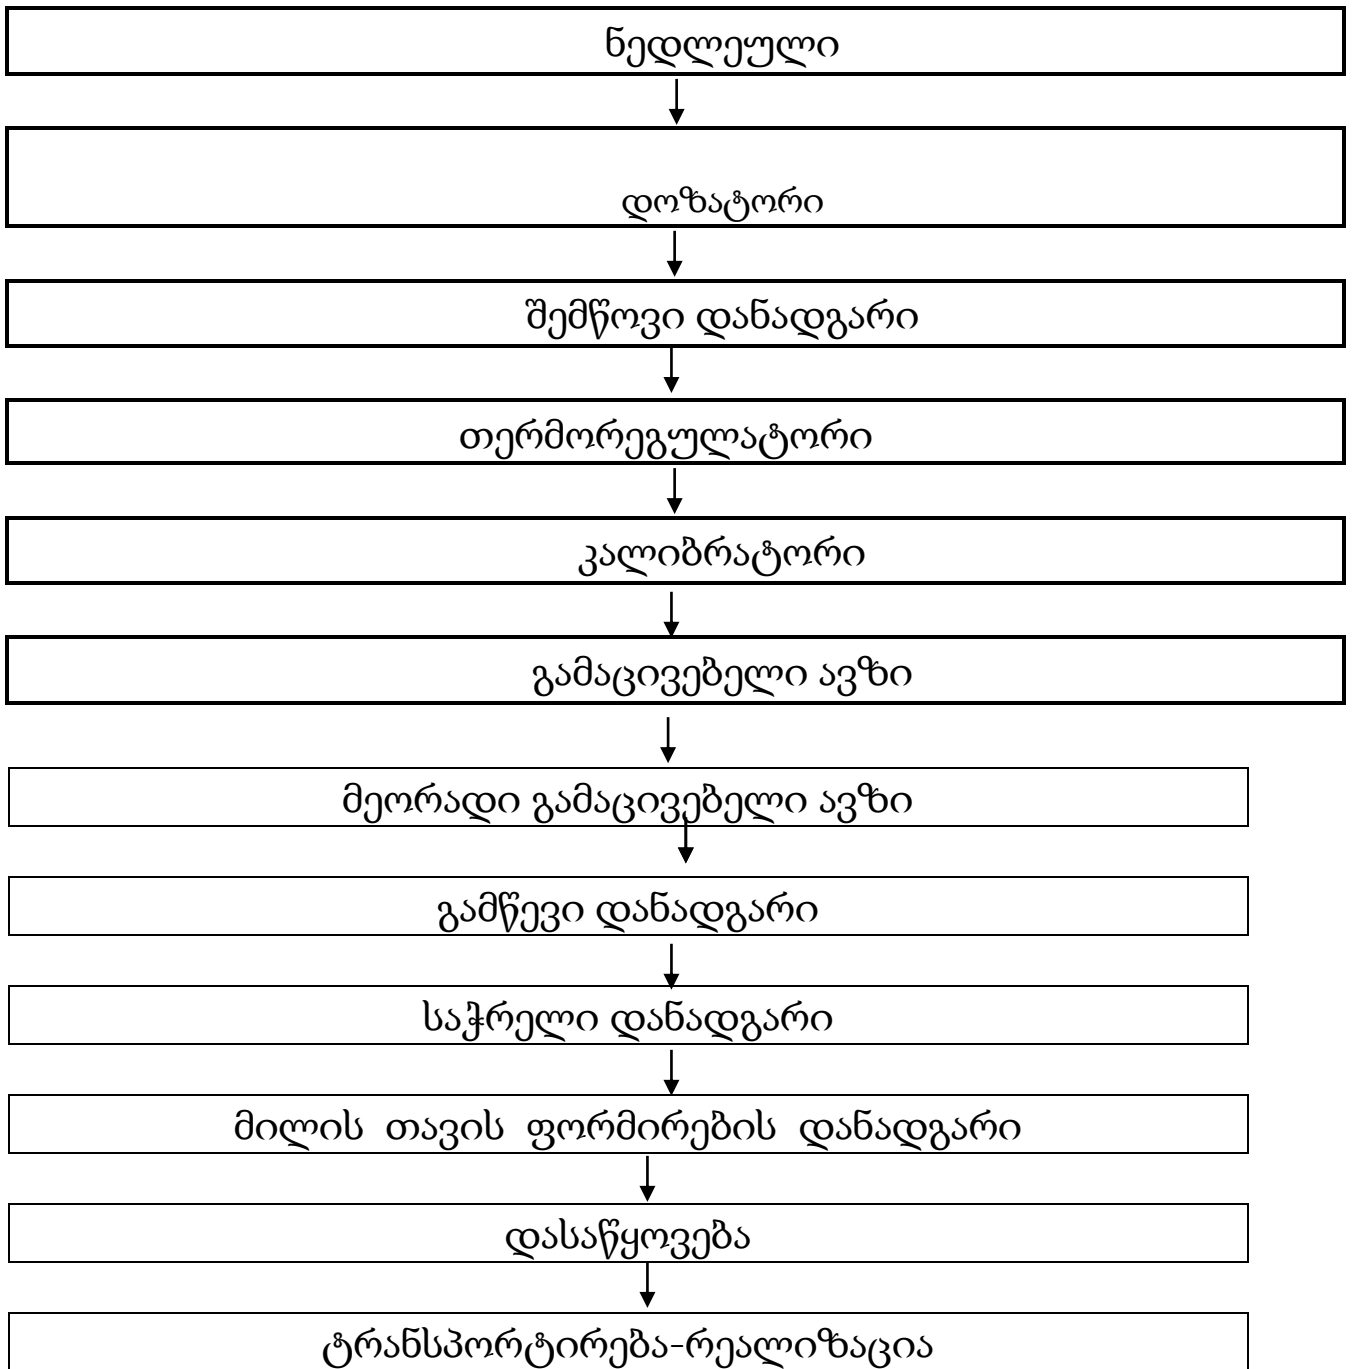 ნედლეული
დოზატორი
შემწოვი დანადგარი
თერმორეგულატორი
კალიბრატორი
გამაცივებელი ავზი
მეორადი გამაცივებელი ავზი
გამწევი დანადგარი
საჭრელი დანადგარი
მილის თავის ფორმირების დანადგარი
დასაწყოვება
ტრანსპორტირება-რეალიზაცია